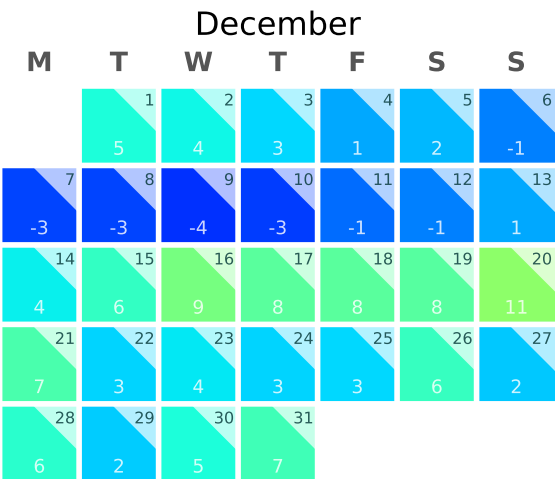 December
M T W T F S S
1 2 3 4 5 6
5 4 3 1 2 -1
7 8 9 10 11 12 13
-3 -3 -4 -3 -1 -1 1
14 15 16 17 18 19 20
4 6 9 8 8 8 11
21 22 23 24 25 26 27
7 3 4 3 3 6 2
28 29 30 31
6 2 5 7